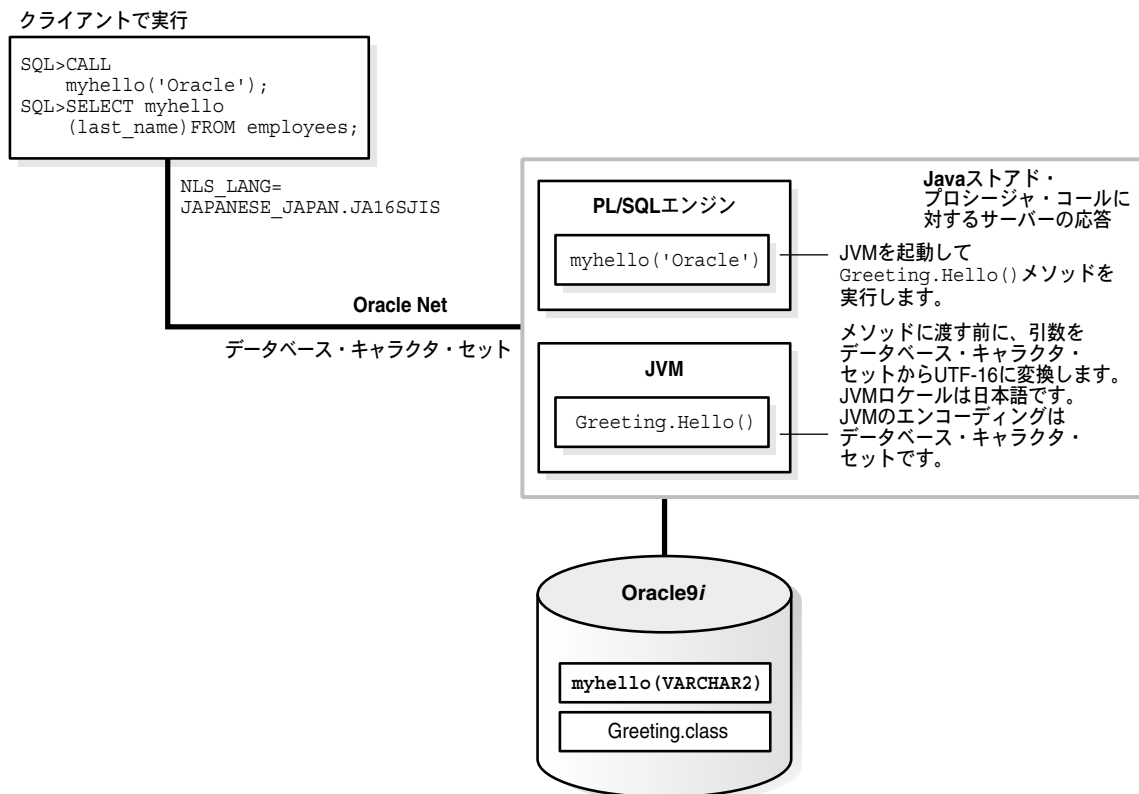 クライアントで実行
SQL>CALL
myhello('Oracle');
SQL>SELECT myhello
(last_name)FROM employees;
NLS_LANG=
JAPANESE_JAPAN.JA16SJIS
Oracle Net
データベース・キャラクタ・セット
PL/SQLエンジン
myhello('Oracle')
Javaストアド・
プロシージャ・コールに
対するサーバーの応答
JVMを起動して
Greeting.Hello()メソッドを
実行します。
JVM
Greeting.Hello()
メソッドに渡す前に、引数を
データベース・キャラクタ・
セットからUTF-16に変換します。
JVMロケールは日本語です。
JVMのエンコーディングは
データベース・キャラクタ・
セットです。
Oracle9i
myhello(VARCHAR2)
Greeting.class